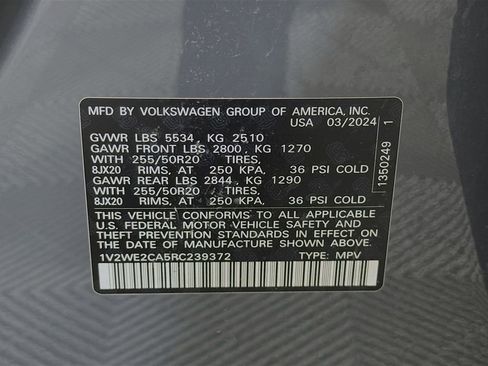 MFD BY VOLKSWAGEN GROUP OF AMERICA, INC.
USA 03/2024 1
GVWR LBS 5534, KG 2510
GAWR FRONT LBS 2800, KG 1270
WITH 255/50R20 TIRES,
8JX20 RIMS, AT 250 KPA, 36 PSI COLD
GAWR REAR LBS 2844, KG 1290
WITH 255/50R20 TIRES,
8JX20 RIMS, AT 250 KPA, 36 PSI COLD
THIS VEHICLE CONFORMS TO ALL APPLICABLE
U.S. FEDERAL MOTOR VEHICLE SAFETY AND
THEFT PREVENTION STANDARDS IN EFFECT ON THE
DATE OF MANUFACTURE SHOWN ABOVE.
1V2WE2CA5RC239372 TYPE: MPV
1350249